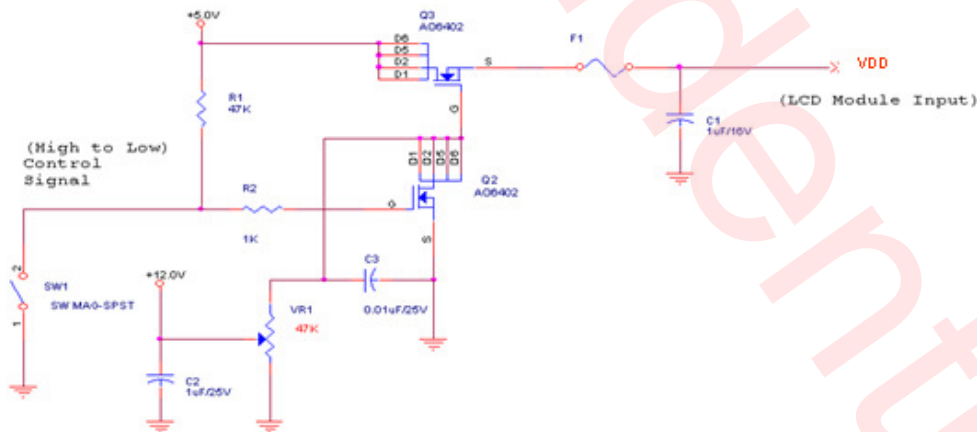 Q3
+5.0V
AO6402
D6
D5
D2
D1
S
F1
VDD
(LCD Module Input)
R1
47K
G
C1
1uF/16V
(High to Low)
Control
Signal
D1
D2
D5
D6
Q2
AO6402
R2
G
1K
S
2
C3
+12.0V
SW1
SW MAG-SPST
0.01uF/25V
VR1
47K
1
C2
1uF/25V